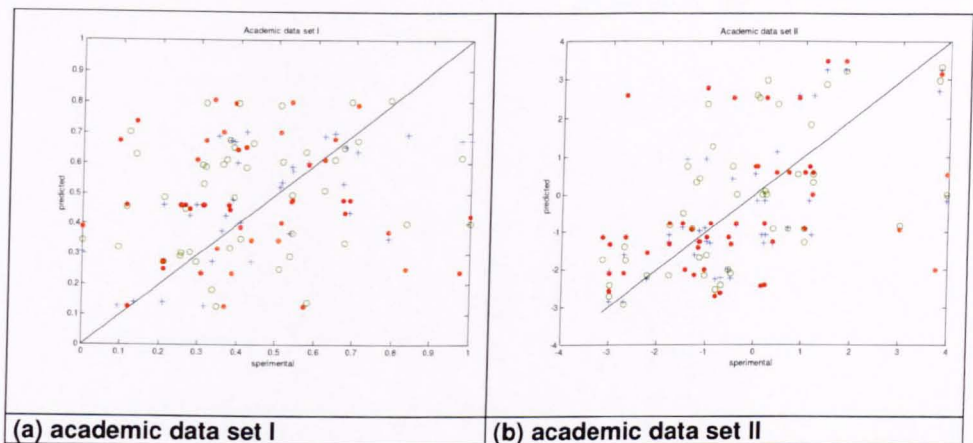 Academic data set I
1
0.9
0.8
0.7
0.6
0.5
0.4
0.3
0.2
0.1
0
predicted
0.1 0.2 0.3 0.4 0.5 0.6 0.7 0.8 0.9 1
sperimental
(a) academic data set I
Academic data set II
4
3
2
1
0
-1
-2
-3
-4
predicted
-4 -3 -2 -1 0 1 2 3 4
sperimental
(b) academic data set II